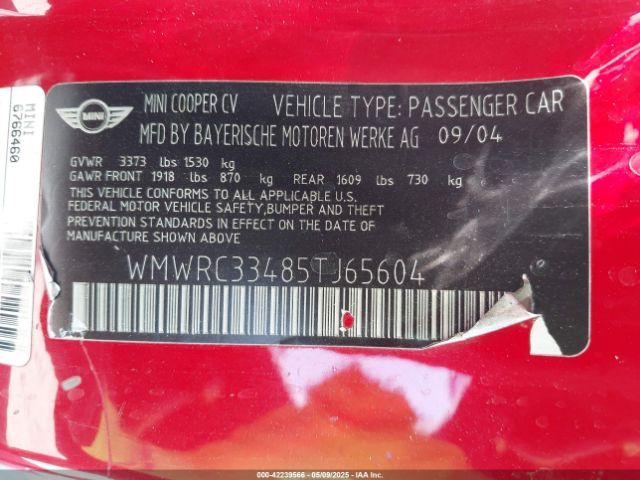 MINI
MINI COOPER CV VEHICLE TYPE: PASSENGER CAR
MFD BY BAYERISCHE MOTOREN WERKE AG 09/04
GVWR 3373 lbs 1530 kg
GAWR FRONT 1918 lbs 870 kg REAR 1609 lbs 730 kg
THIS VEHICLE CONFORMS TO ALL APPLICABLE U.S.
FEDERAL MOTOR VEHICLE SAFETY,BUMPER AND THEFT
PREVENTION STANDARDS IN EFFECT ON THE DATE OF
MANUFACTURE SHOWN ABOVE
WMWRC33485TJ65604
MINI
6766460
000-42239566 - 05/09/2025 - IAAI.CA